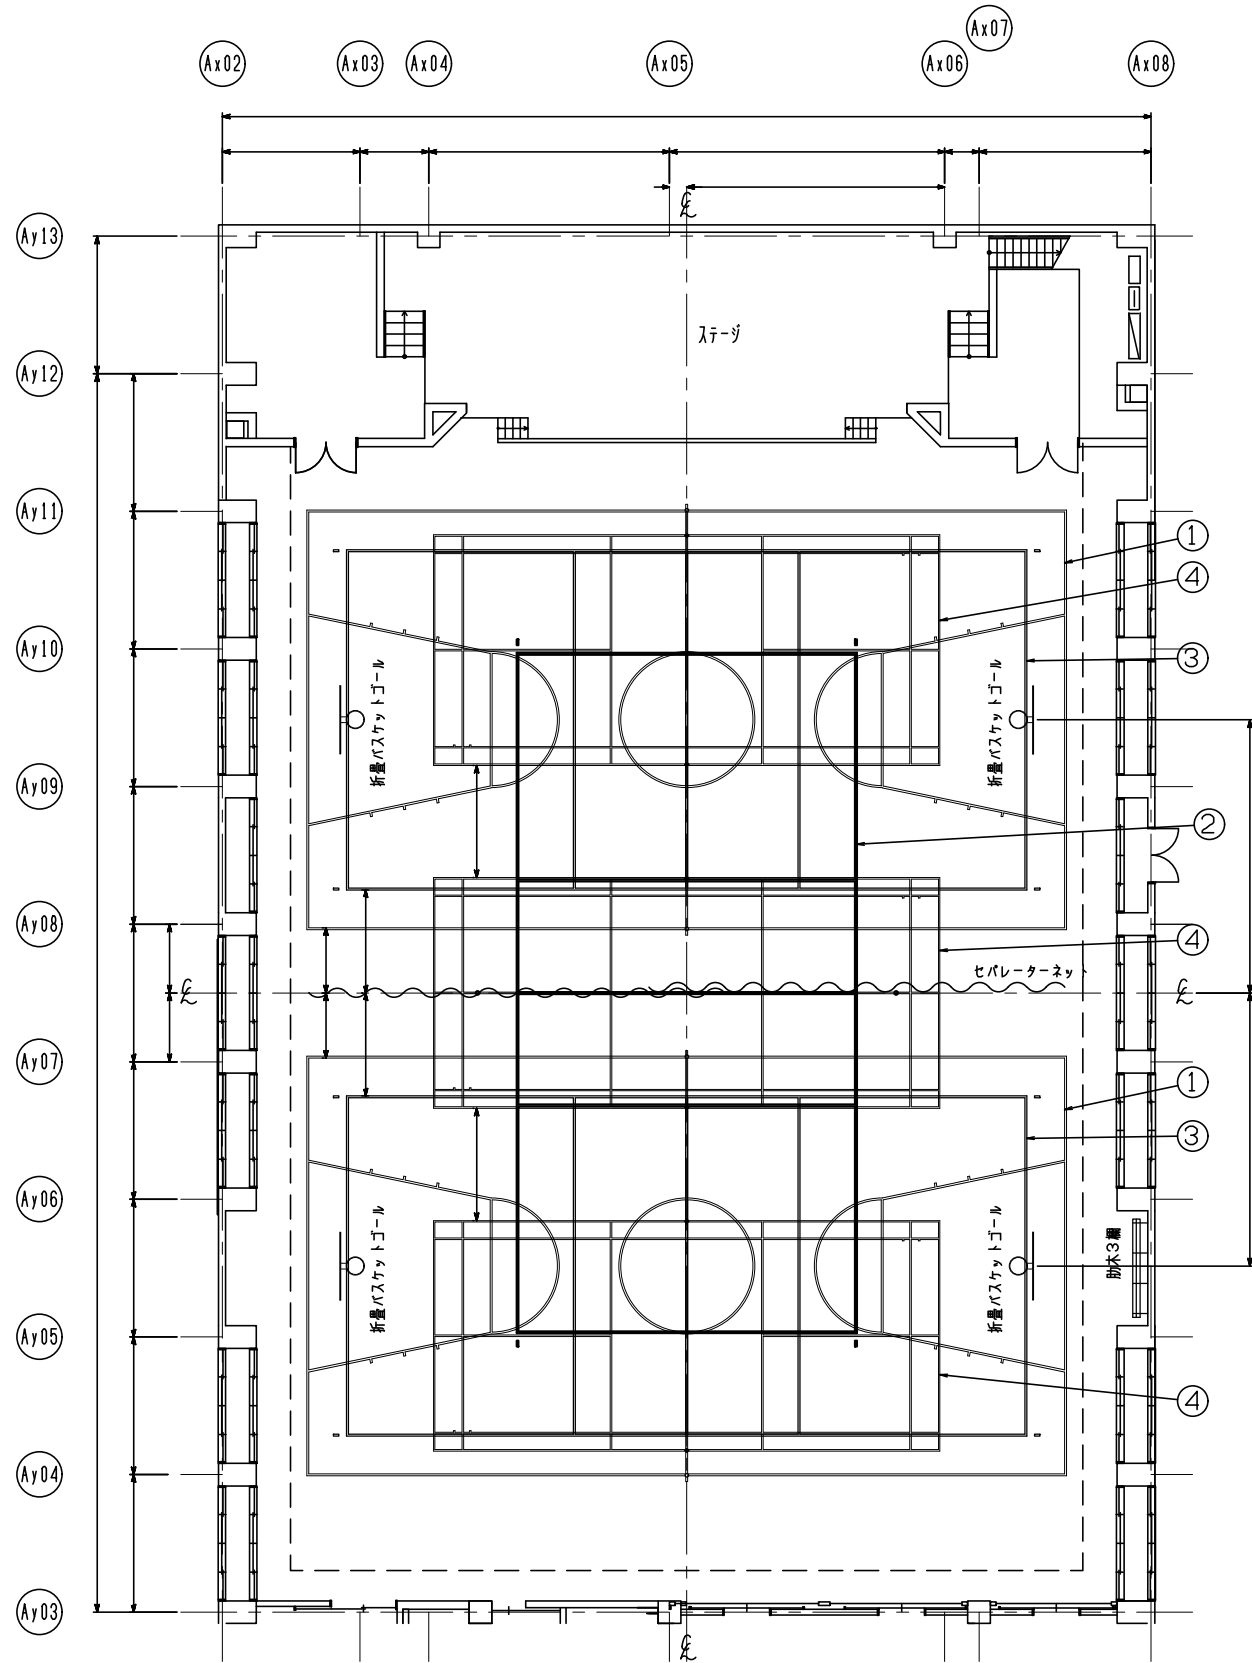 Ax07
Ax02
Ax03
Ax04
Ax05
Ax06
Ax08
℄
Ay13
ステージ
Ay12
Ay11
①
④
Ay10
③
折畳バスケットゴール
折畳バスケットゴール
Ay09
②
Ay08
④
セパレーターネット
℄
℄
Ay07
①
③
Ay06
折畳バスケットゴール
折畳バスケットゴール
肋木3欄
Ay05
④
Ay04
Ay03
℄